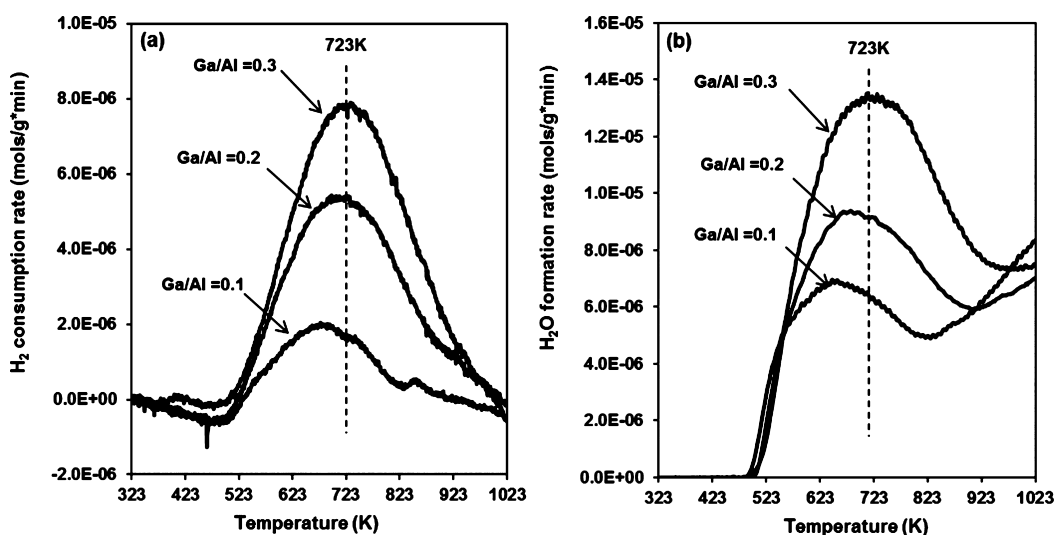 (a)
723K
Ga/Al =0.3
Ga/Al =0.2
Ga/Al =0.1
H₂ consumption rate (mols/g*min)
1.0E-05
8.0E-06
6.0E-06
4.0E-06
2.0E-06
0.0E+00
-2.0E-06
323 423 523 623 723 823 923 1023
Temperature (K)
(b)
723K
Ga/Al =0.3
Ga/Al =0.2
Ga/Al =0.1
H₂O formation rate (mols/g*min)
1.6E-05
1.4E-05
1.2E-05
1.0E-05
8.0E-06
6.0E-06
4.0E-06
2.0E-06
0.0E+00
323 423 523 623 723 823 923 1023
Temperature (K)